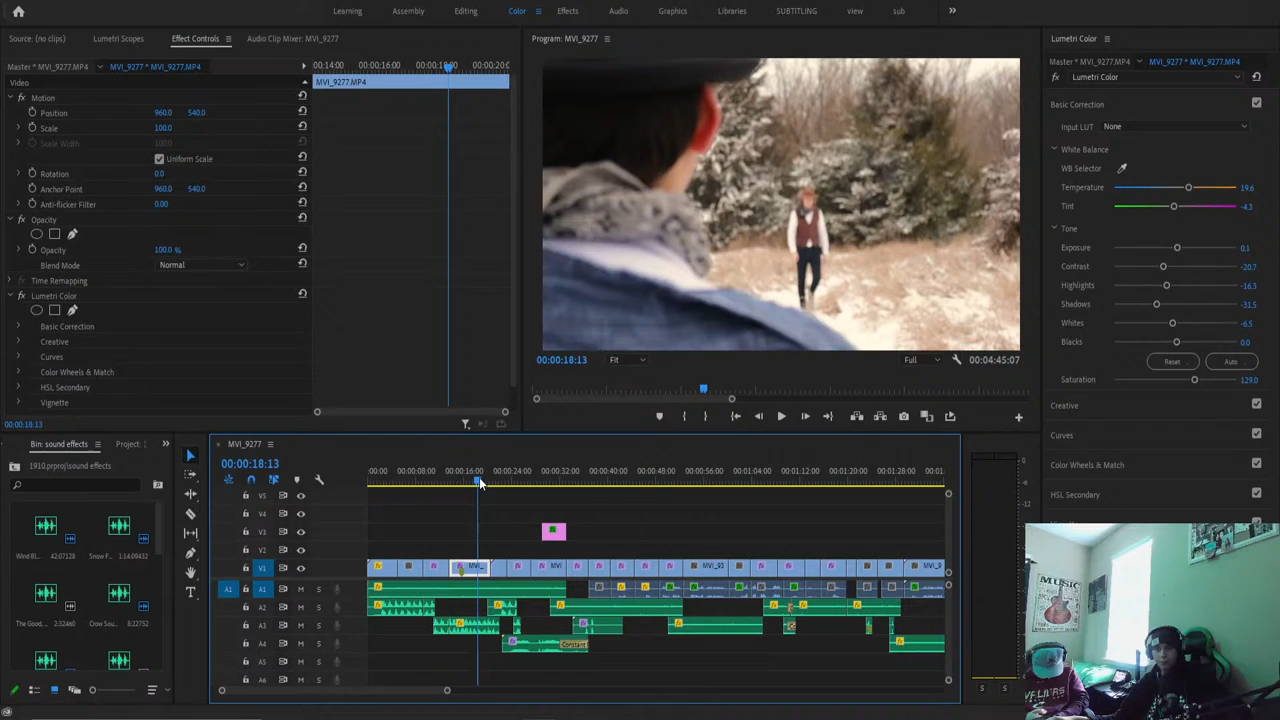 Learning Assembly Editing Color Effects Audio Graphics Libraries SUBTITLING view sub
Source: (no clips) Lumetri Scopes Effect Controls Audio Clip Mixer: MVI_9277
Master * MVI_9277.MP4 MVI_9277 * MVI_9277.MP4
:00:14:00 00:00:16:00 00:00:18:00 00:00:20:0
Video
MVI_9277.MP4
fx Motion
Position 960.0 540.0
Scale 100.0
Scale Width 100.0
Uniform Scale
Rotation 0.0
Anchor Point 960.0 540.0
Anti-flicker Filter 0.00
fx Opacity
Opacity 100.0 %
Blend Mode Normal
Time Remapping
fx Lumetri Color
Basic Correction
Creative
Curves
Color Wheels & Match
HSL Secondary
Vignette
00:00:18:13
Program: MVI_9277
00:00:18:13 Fit Full 00:04:45:07
Lumetri Color
Master * MVI_9277.MP4 MVI_9277 * MVI_9277.MP4
fx Lumetri Color
Basic Correction
Input LUT None
White Balance
WB Selector
Temperature 19.6
Tint -4.3
Tone
Exposure 0.1
Contrast -20.7
Highlights -16.3
Shadows -31.5
Whites -6.5
Blacks 0.0
Reset Auto
Saturation 129.0
Creative
Curves
Color Wheels & Match
HSL Secondary
Bin: sound effects Project:
1910.prproj\sound effects
Wind Bl... 42:07128 Snow F... 1:14.09432
The Good... 2:32460 Crow Sou... 8:22752
MVI_9277
00:00:18:13
:00:00 00:00:08:00 00:00:16:00 00:00:24:00 00:00:32:00 00:00:40:00 00:00:48:00 00:00:56:00 00:01:04:00 00:01:12:00 00:01:20:00 00:01:28:00 00:01
V5
V4
V3
V2
V1 MVI_ MVI MVI_93 MVI_9
A1 A1 M S
A2 M S
A3 M S
A4 M S Constant
A5 M S
A6 M S
0
S S
MUSIC